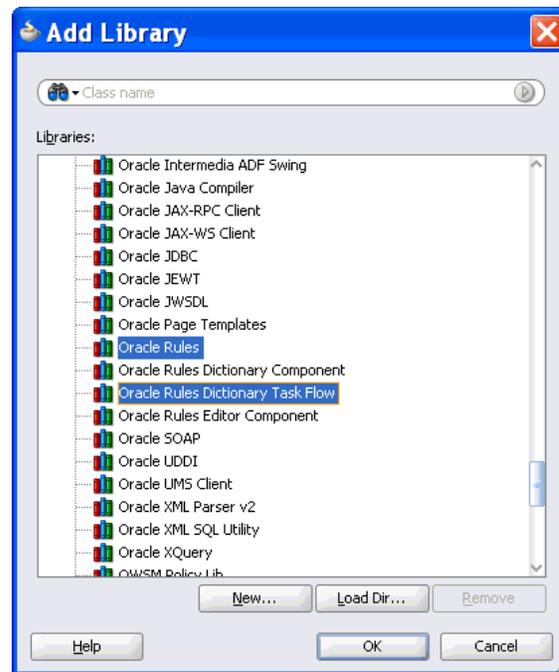 Add Library
Class name
Libraries:
Oracle Intermedia ADF Swing
Oracle Java Compiler
Oracle JAX-RPC Client
Oracle JAX-WS Client
Oracle JDBC
Oracle JEWT
Oracle JWSDL
Oracle Page Templates
Oracle Rules
Oracle Rules Dictionary Component
Oracle Rules Dictionary Task Flow
Oracle Rules Editor Component
Oracle SOAP
Oracle UDDI
Oracle UMS Client
Oracle XML Parser v2
Oracle XML SQL Utility
Oracle XQuery
OWSM Policy Lib
New... Load Dir... Remove
Help OK Cancel